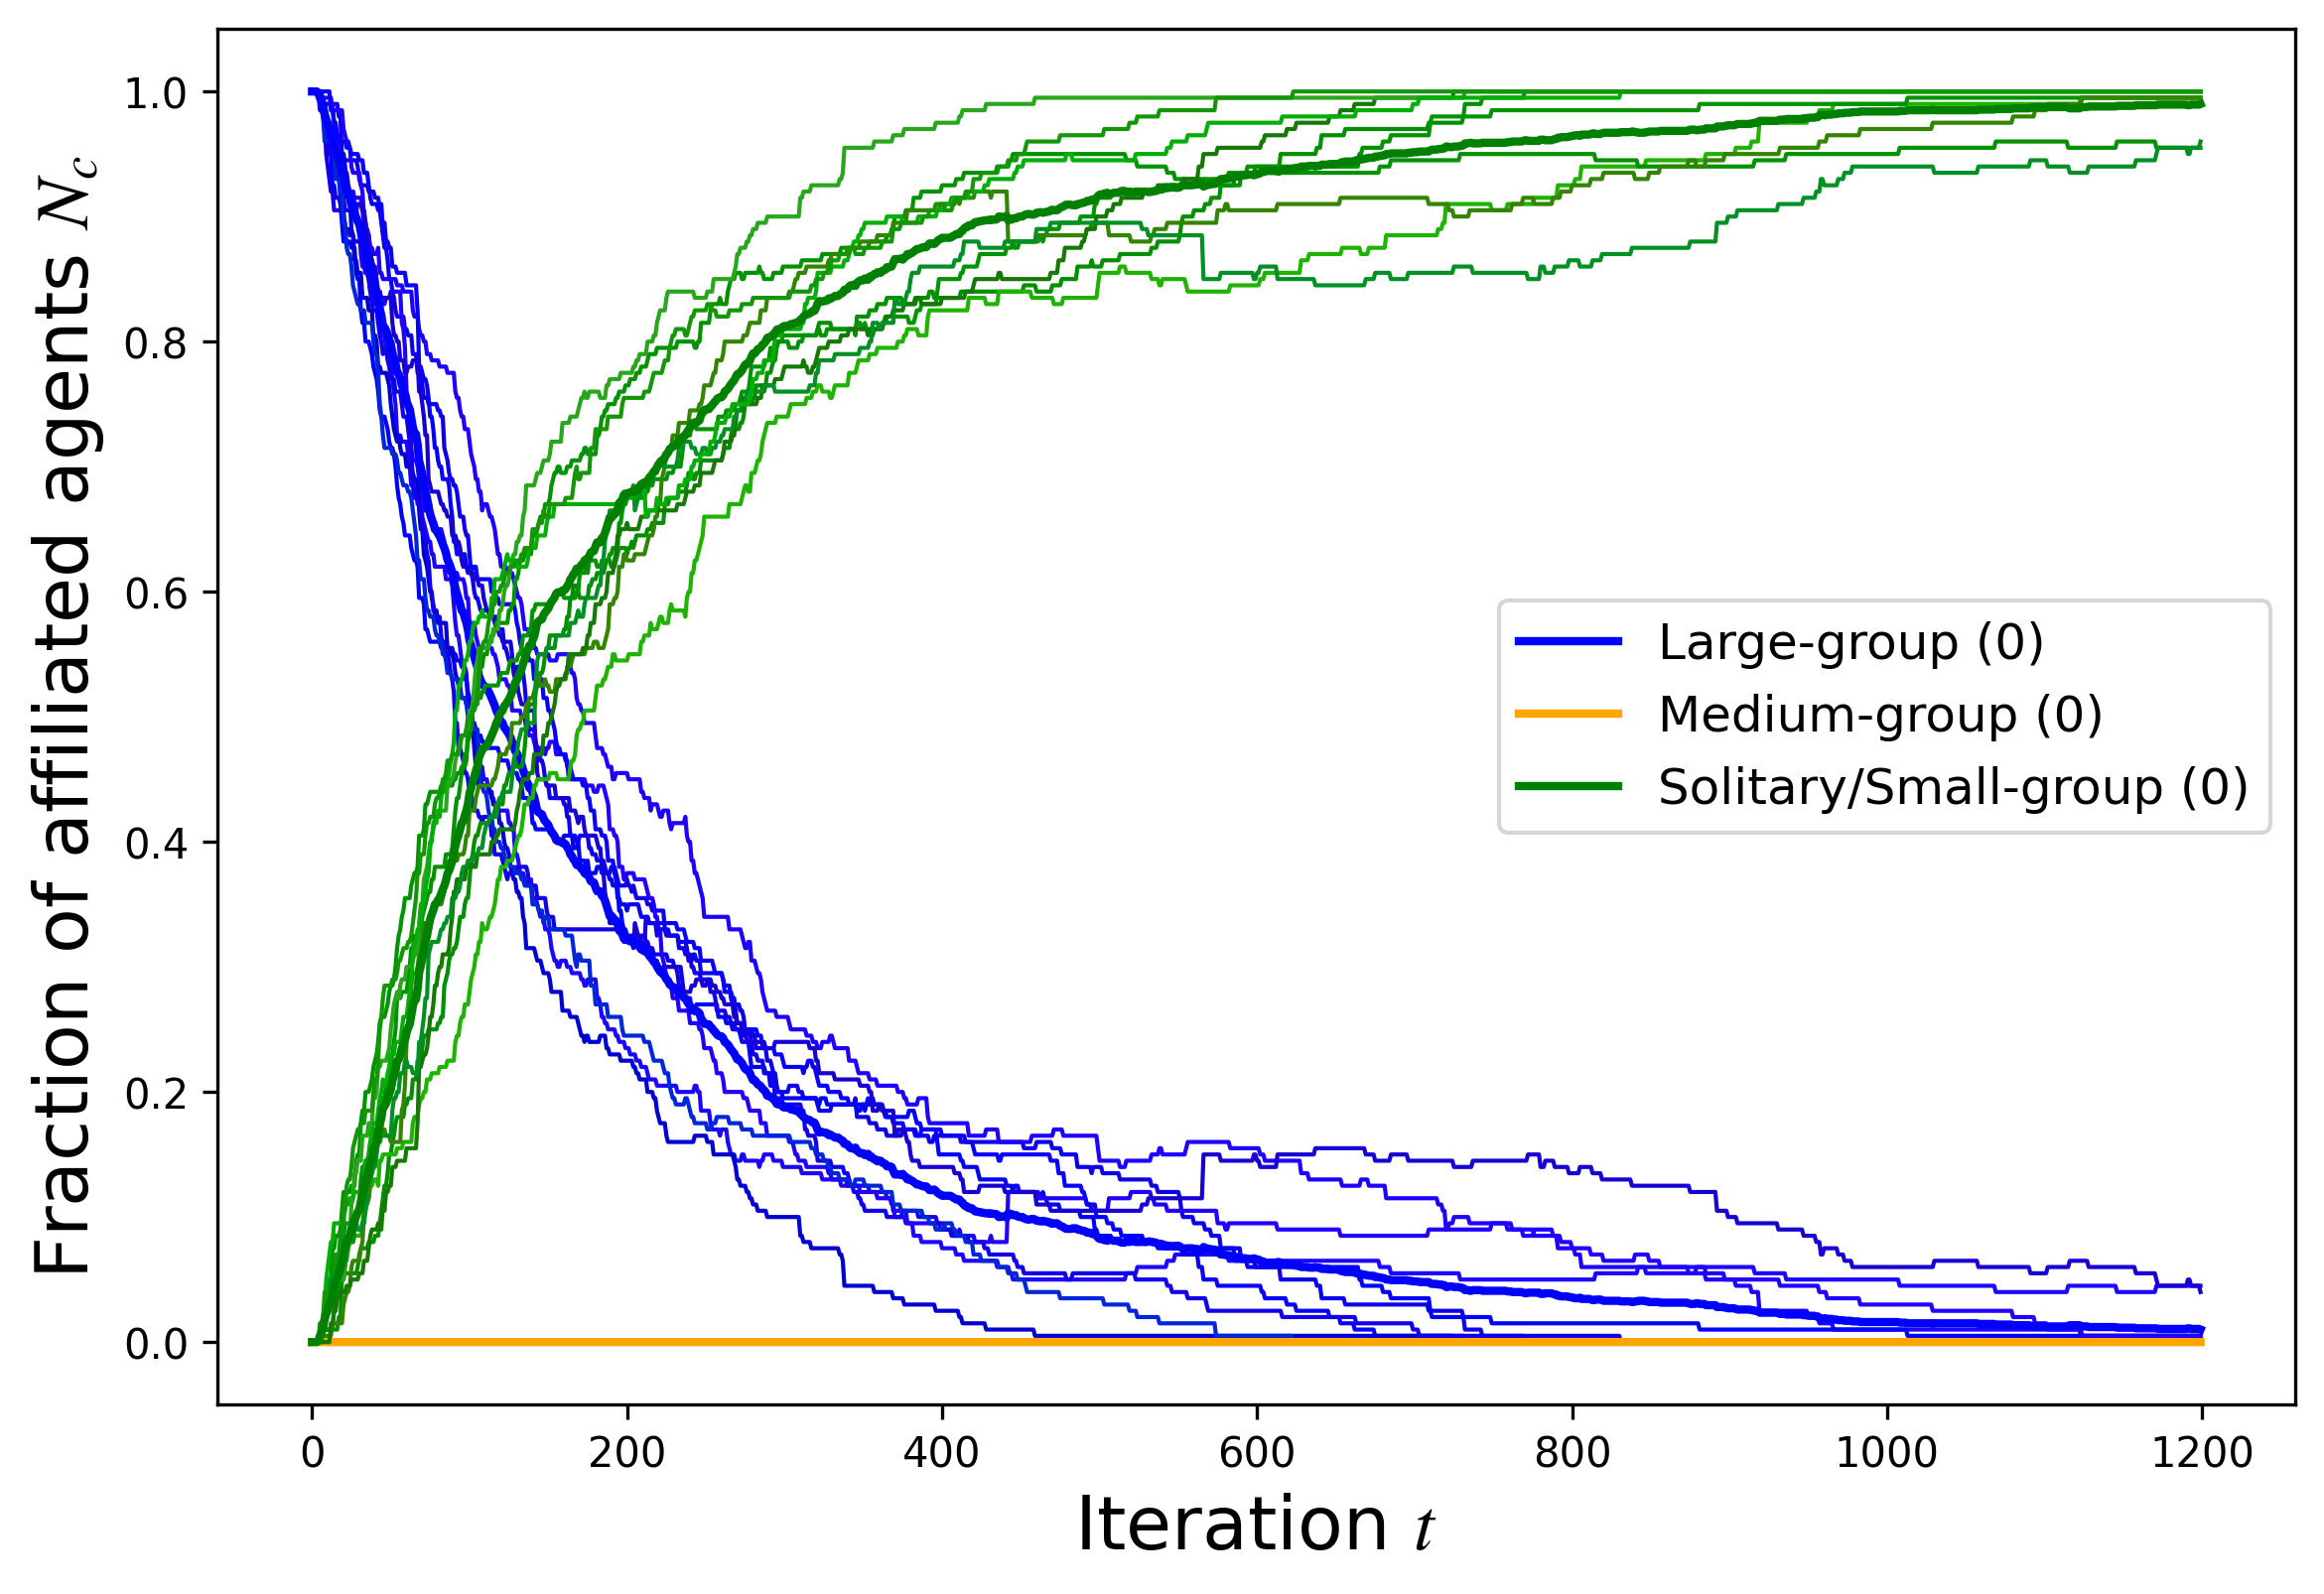 Fraction of affiliated agents N_c
1.0
0.8
0.6
0.4
0.2
0.0
Large-group (0)
Medium-group (0)
Solitary/Small-group (0)
0 200 400 600 800 1000 1200
Iteration t